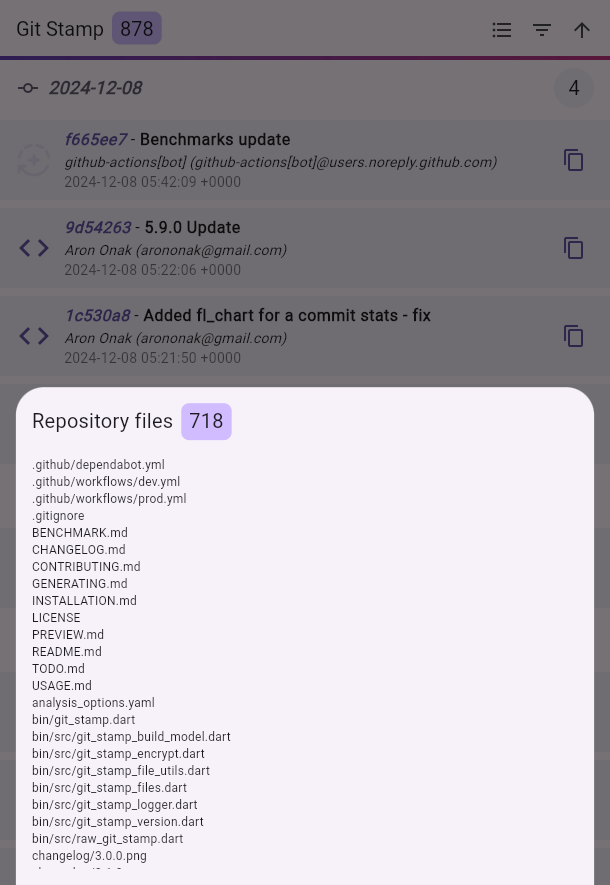 Git Stamp 878
2024-12-08 4
f665ee7 - Benchmarks update
github-actions[bot] (github-actions[bot]@users.noreply.github.com)
2024-12-08 05:42:09 +0000
9d54263 - 5.9.0 Update
Aron Onak (arononak@gmail.com)
2024-12-08 05:22:06 +0000
1c530a8 - Added fl_chart for a commit stats - fix
Aron Onak (arononak@gmail.com)
2024-12-08 05:21:50 +0000
Repository files 718
.github/dependabot.yml
.github/workflows/dev.yml
.github/workflows/prod.yml
.gitignore
BENCHMARK.md
CHANGELOG.md
CONTRIBUTING.md
GENERATING.md
INSTALLATION.md
LICENSE
PREVIEW.md
README.md
TODO.md
USAGE.md
analysis_options.yaml
bin/git_stamp.dart
bin/src/git_stamp_build_model.dart
bin/src/git_stamp_encrypt.dart
bin/src/git_stamp_file_utils.dart
bin/src/git_stamp_files.dart
bin/src/git_stamp_logger.dart
bin/src/git_stamp_version.dart
bin/src/raw_git_stamp.dart
changelog/3.0.0.png